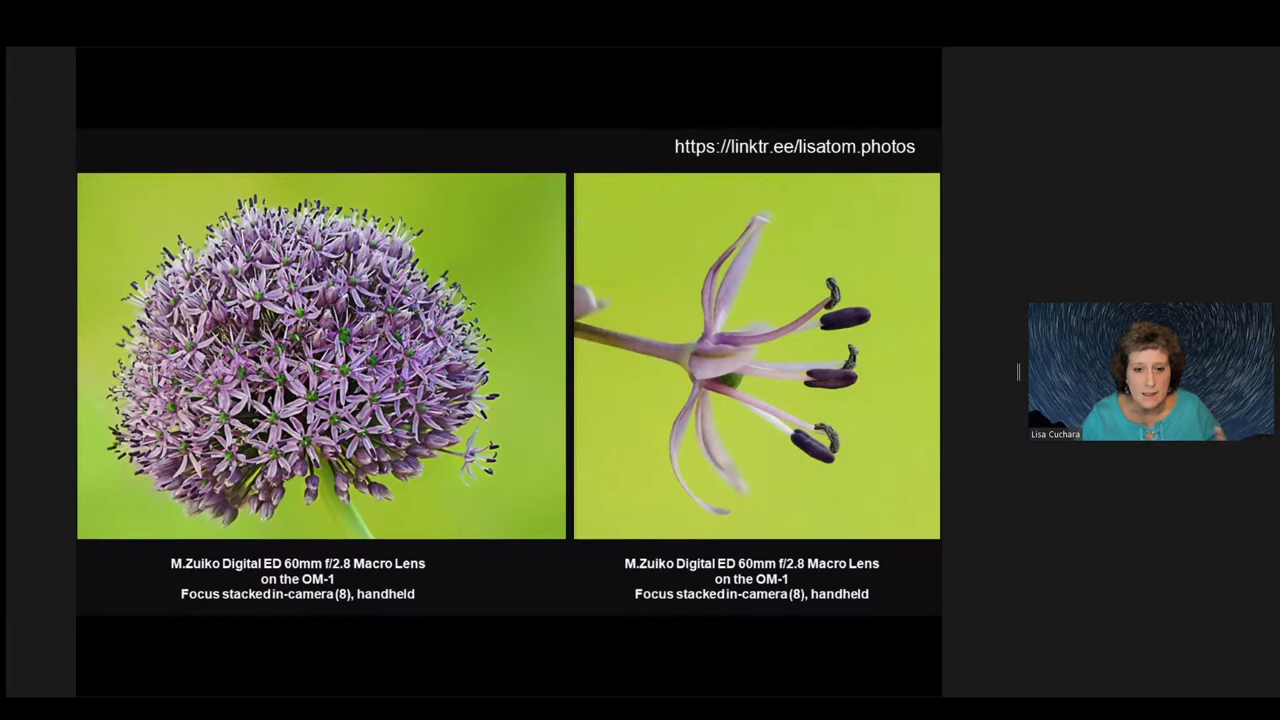 https://linktr.ee/lisatom.photos
M.Zuiko Digital ED 60mm f/2.8 Macro Lens
on the OM-1
Focus stacked in-camera (8), handheld
M.Zuiko Digital ED 60mm f/2.8 Macro Lens
on the OM-1
Focus stacked in-camera (8), handheld
Lisa Cuchara